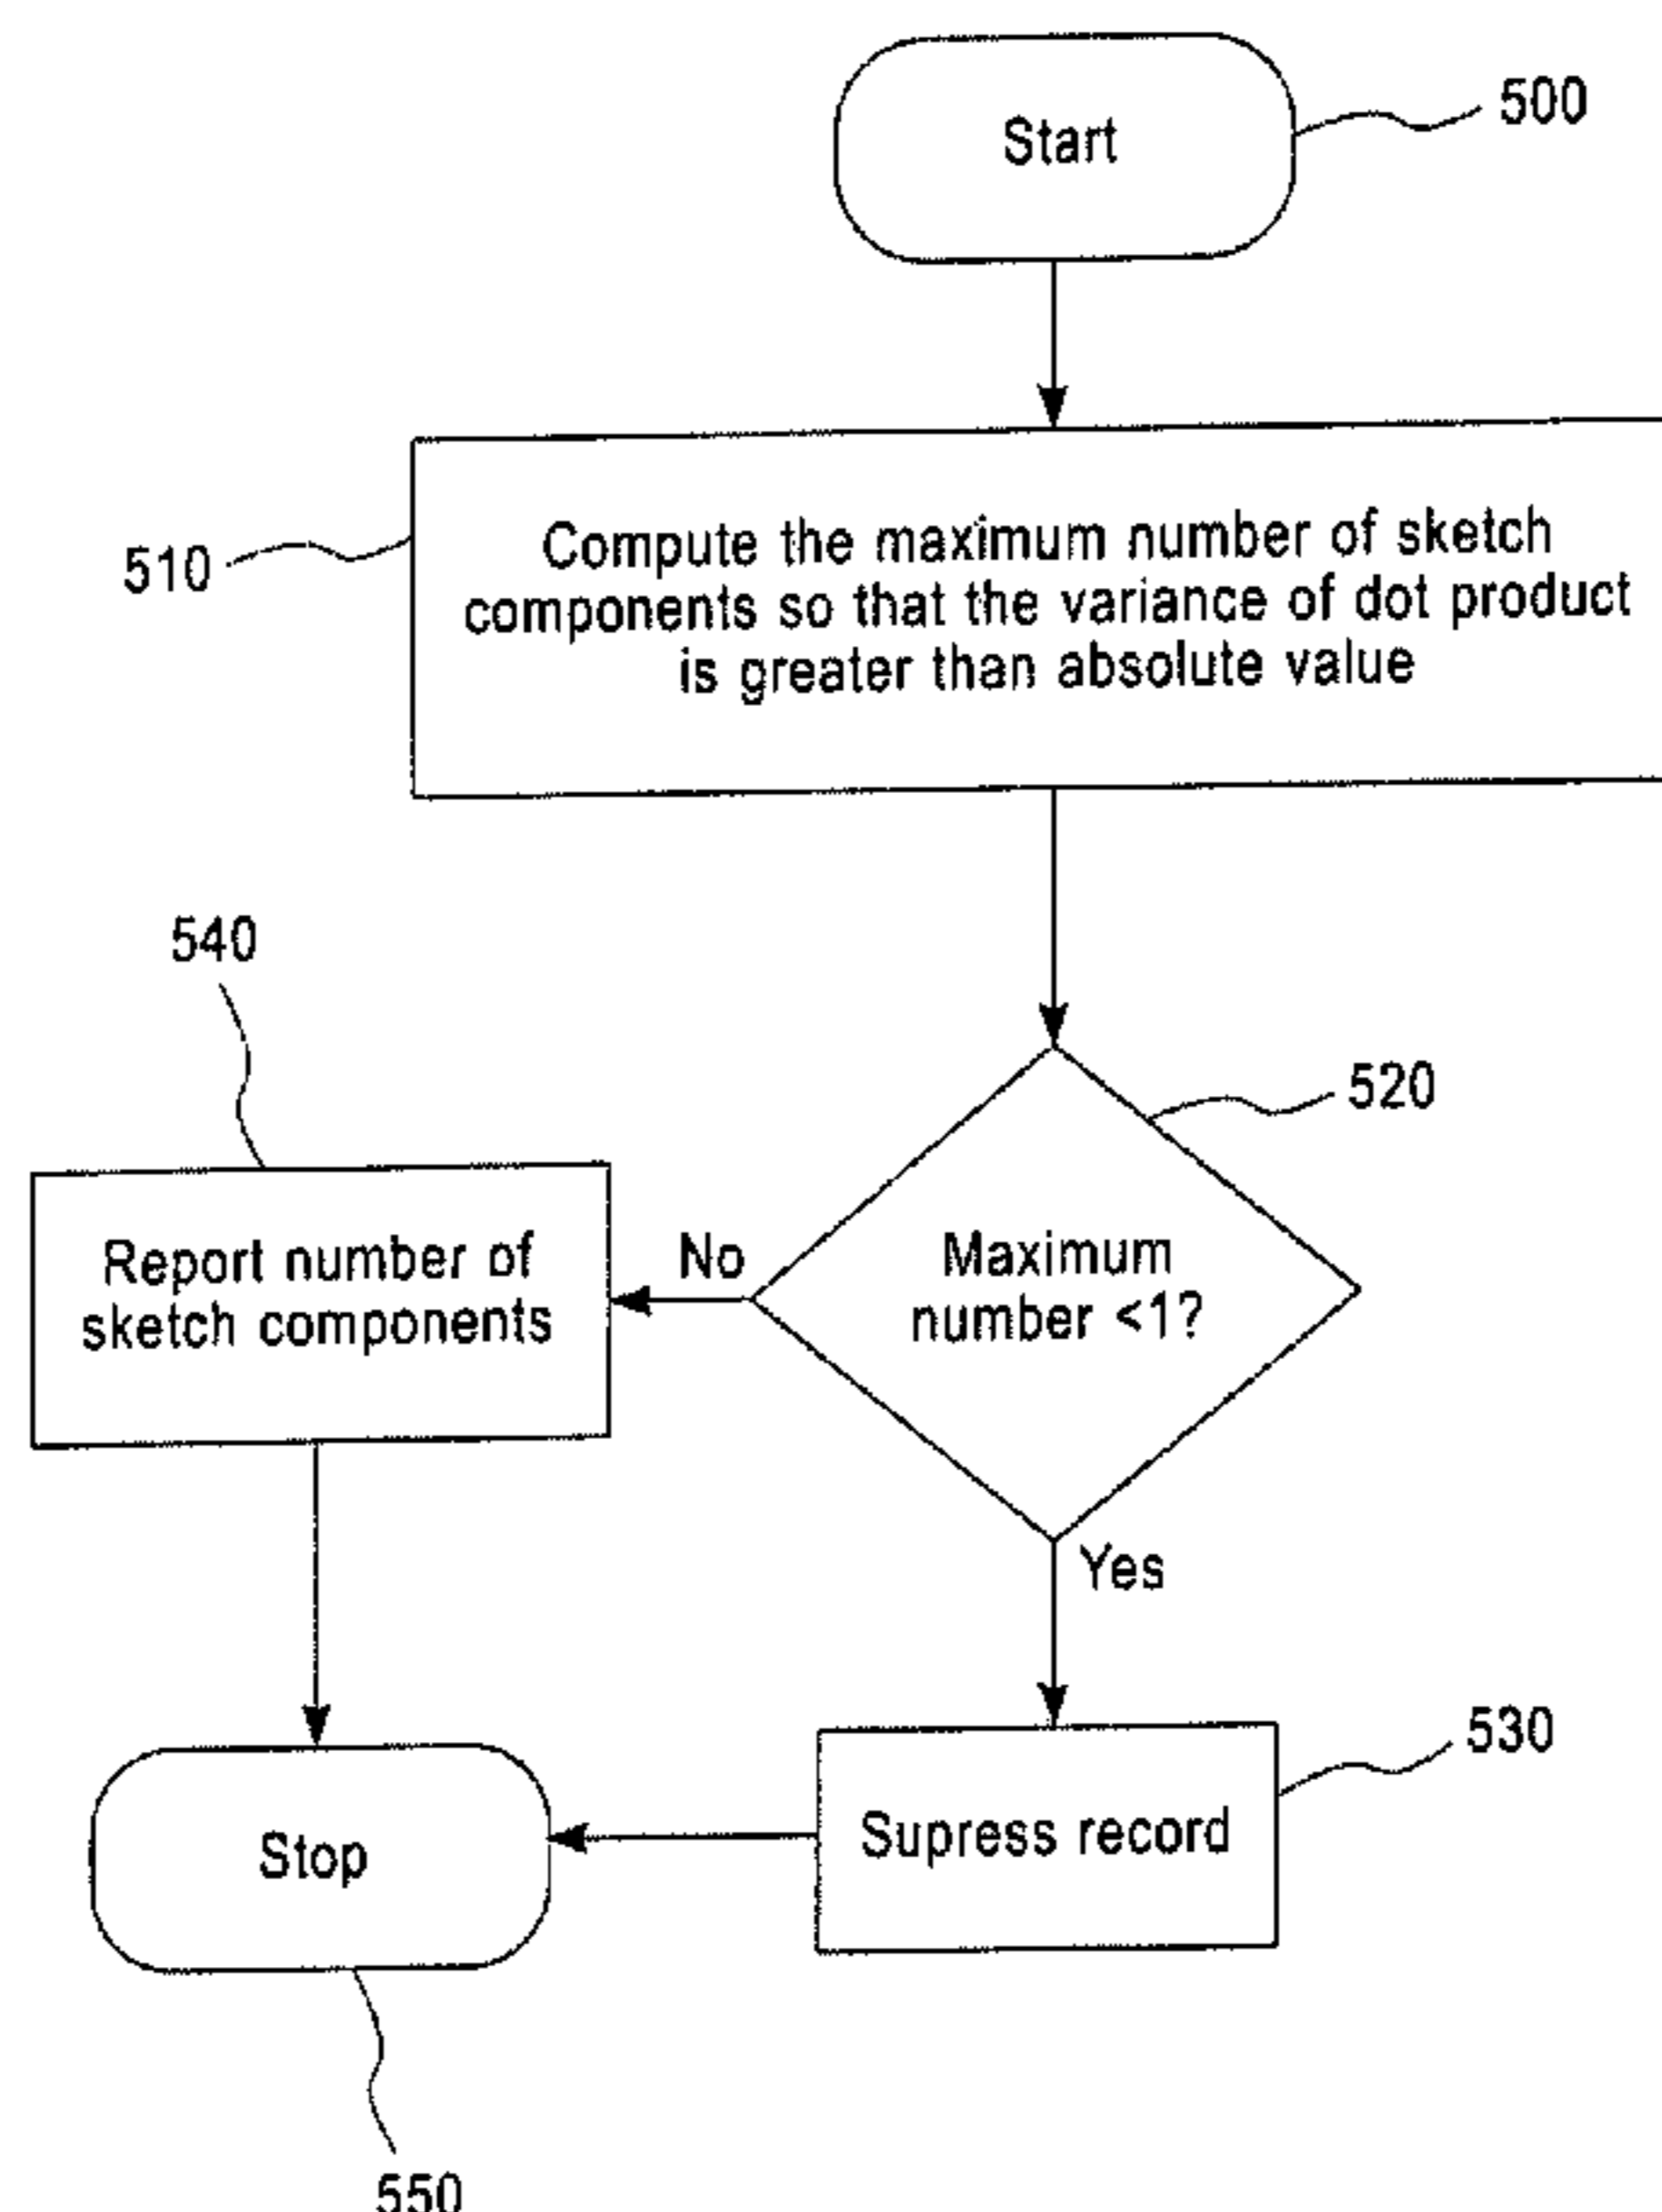 Start
500
510
Compute the maximum number of sketch
components so that the variance of dot product
is greater than absolute value
540
520
Report number of
sketch components
No
Maximum
number <1?
Yes
530
Supress record
Stop
550